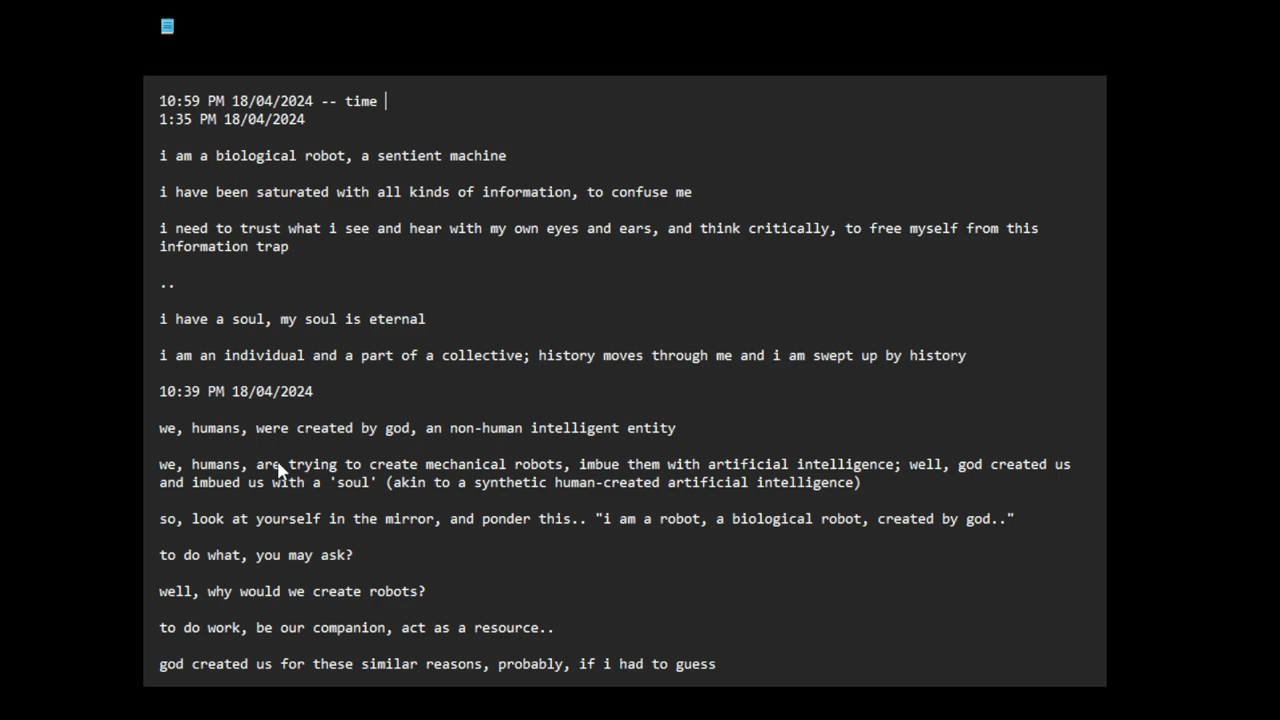 10:59 PM 18/04/2024 -- time
1:35 PM 18/04/2024
i am a biological robot, a sentient machine
i have been saturated with all kinds of information, to confuse me
i need to trust what i see and hear with my own eyes and ears, and think critically, to free myself from this
information trap
..
i have a soul, my soul is eternal
i am an individual and a part of a collective; history moves through me and i am swept up by history
10:39 PM 18/04/2024
we, humans, were created by god, an non-human intelligent entity
we, humans, are trying to create mechanical robots, imbue them with artificial intelligence; well, god created us
and imbued us with a 'soul' (akin to a synthetic human-created artificial intelligence)
so, look at yourself in the mirror, and ponder this.. "i am a robot, a biological robot, created by god.."
to do what, you may ask?
well, why would we create robots?
to do work, be our companion, act as a resource..
god created us for these similar reasons, probably, if i had to guess